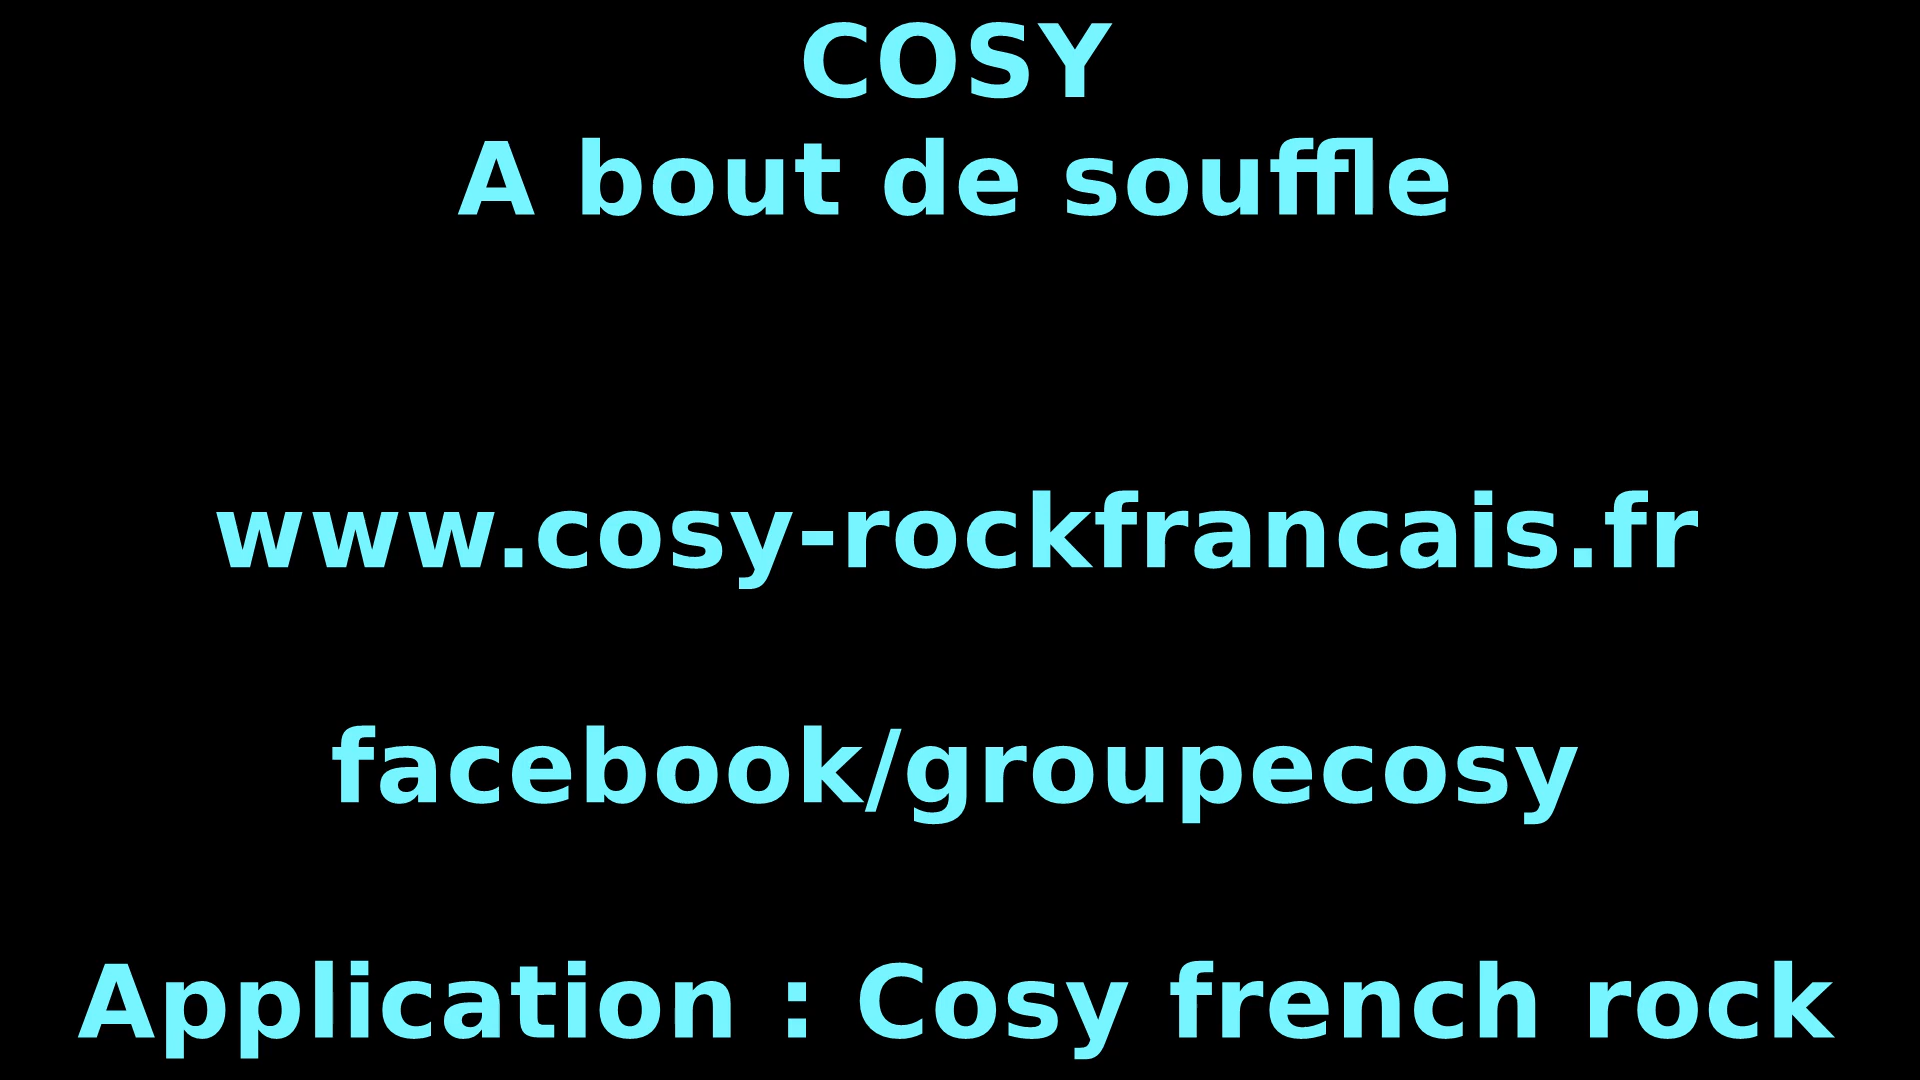 COSY
A bout de souffle
www.cosy-rockfrancais.fr
facebook/groupecosy
Application : Cosy french rock